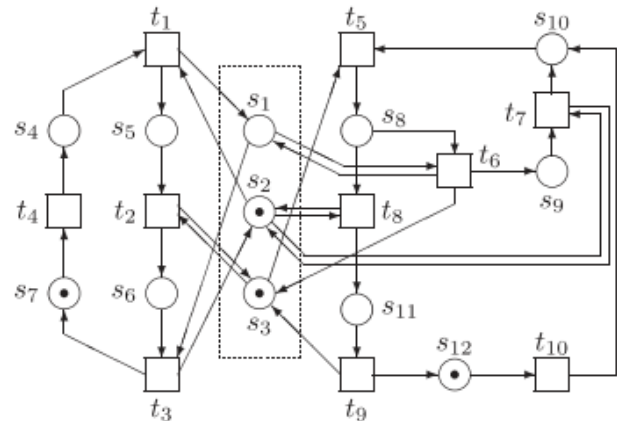 t1 t5 s10
s4 s5 s1 s8 t7
t6
t4 t2 s2 t8 s9
s7 s6 s3 s11
s12 t10
t3 t9